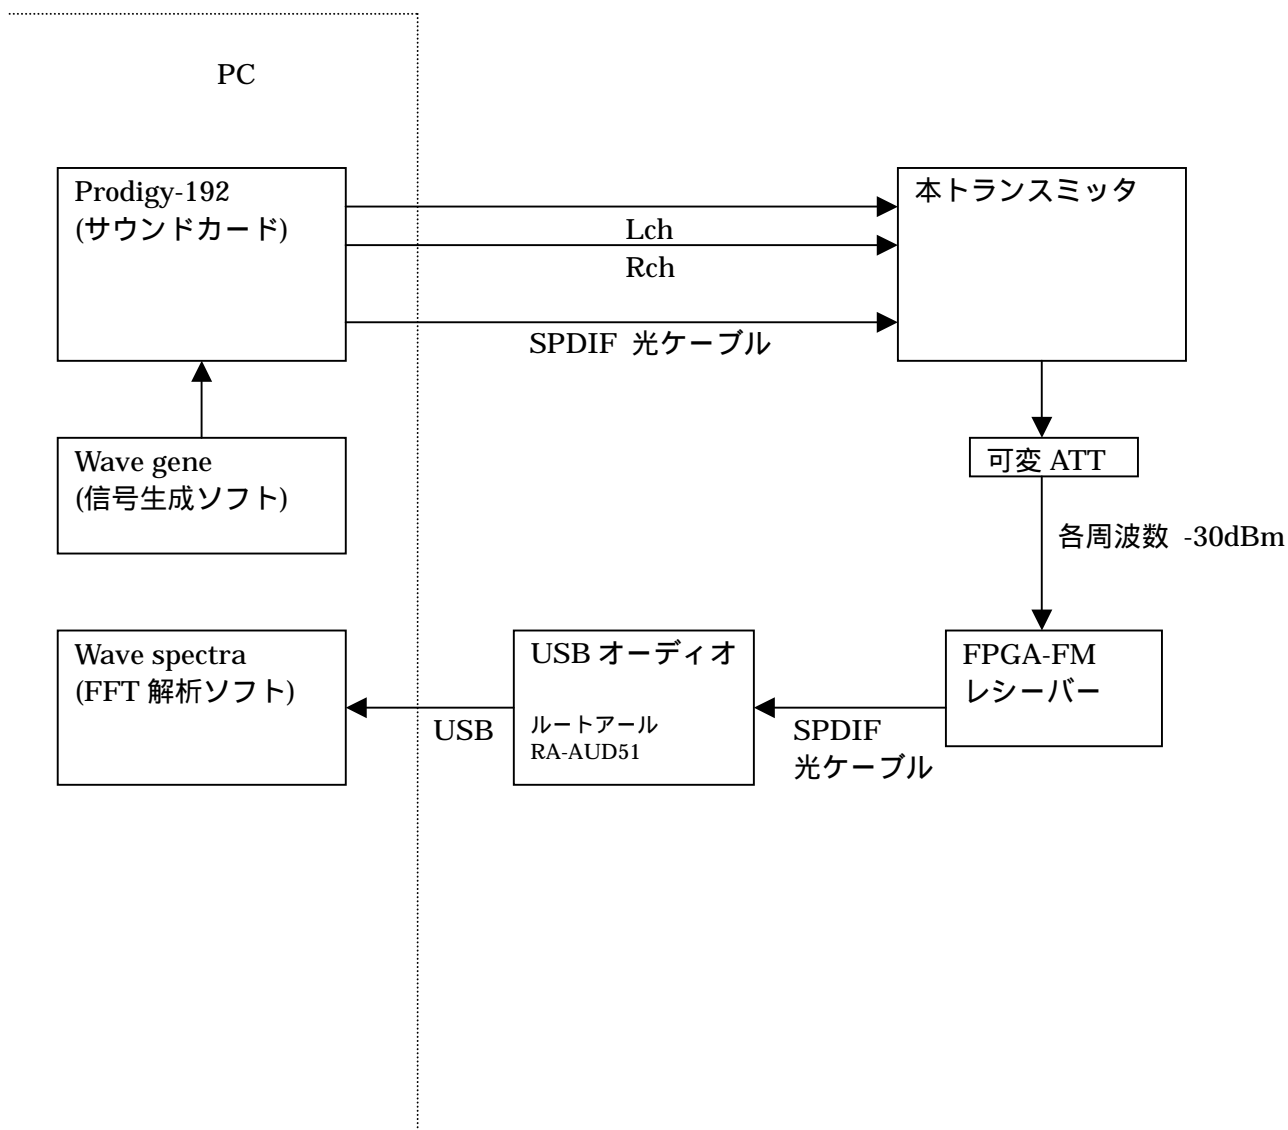 PC
Prodigy-192
(サウンドカード)
Lch
Rch
SPDIF 光ケーブル
本トランスミッタ
Wave gene
(信号生成ソフト)
可変 ATT
各周波数 -30dBm
Wave spectra
(FFT 解析ソフト)
USB
USB オーディオ
ルートアール
RA-AUD51
SPDIF
光ケーブル
FPGA-FM
レシーバー